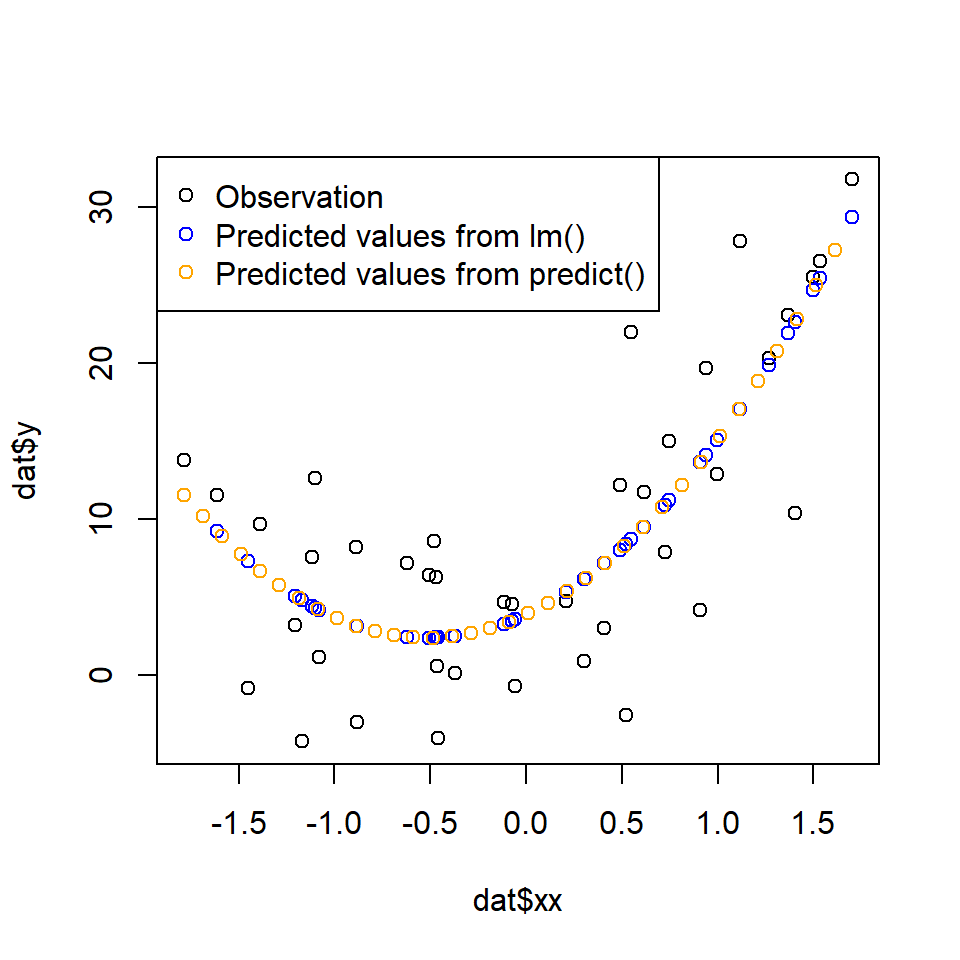 Observation
Predicted values from lm()
Predicted values from predict()
30
20
10
0
dat$y
-1.5 -1.0 -0.5 0.0 0.5 1.0 1.5
dat$xx